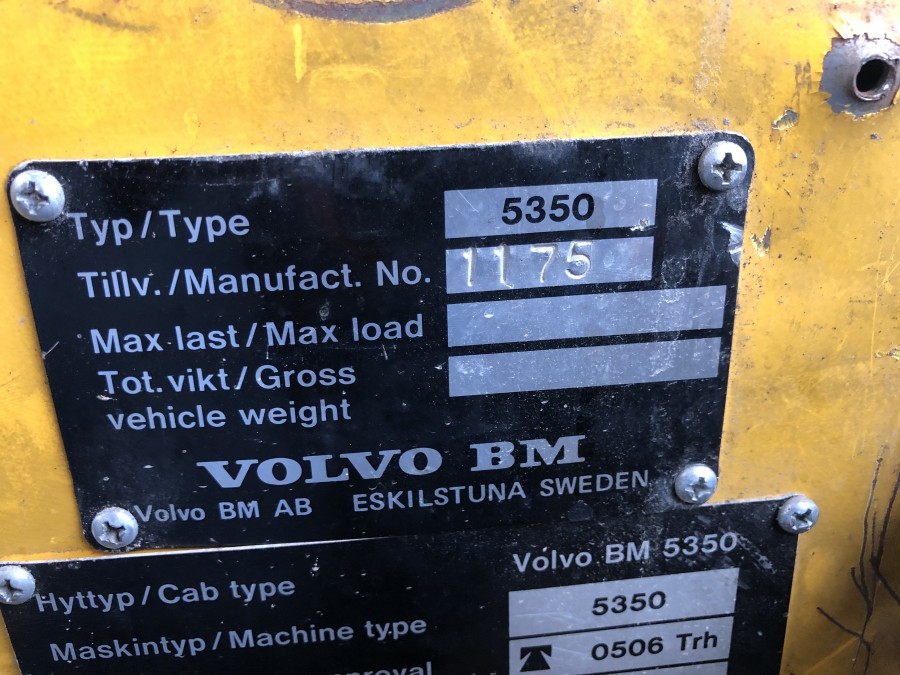 Typ/Type 5350
Tillv./Manufact. No. 1175
Max last/Max load
Tot.vikt/Gross
vehicle weight
VOLVO BM
Volvo BM AB ESKILSTUNA SWEDEN
Volvo BM 5350
Hyttyp/Cab type 5350
Maskintyp/Machine type 0506 Trh